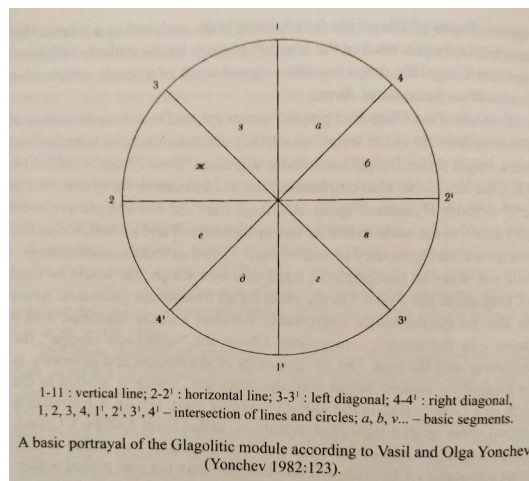 1
3
4
з
а
ж
б
2
2¹
е
в
д
г
4¹
3¹
1¹
1-11 : vertical line; 2-2¹ : horizontal line; 3-3¹ : left diagonal; 4-4¹ : right diagonal,
1, 2, 3, 4, 1¹, 2¹, 3¹, 4¹ – intersection of lines and circles; a, b, v... – basic segments.
A basic portrayal of the Glagolitic module according to Vasil and Olga Yonchev
(Yonchev 1982:123).